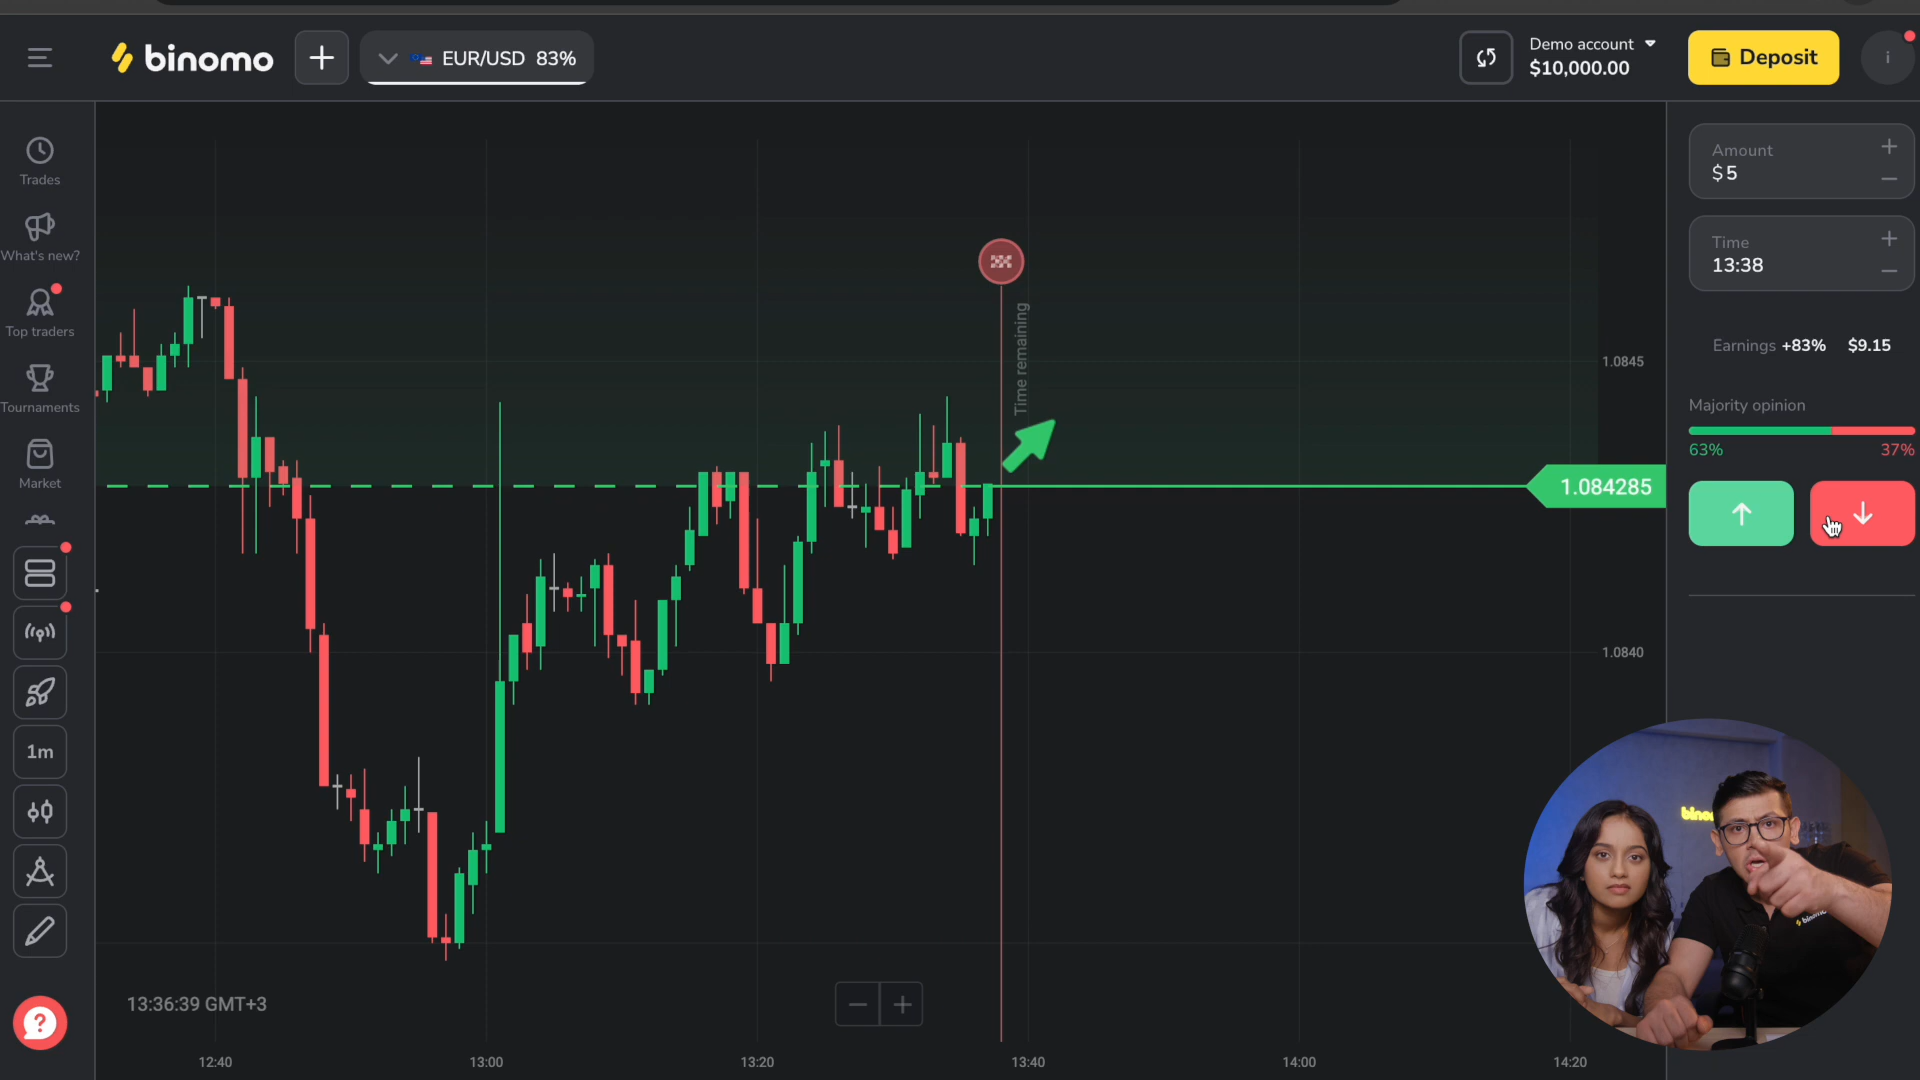 binomo
EUR/USD 83%
Demo account
$10,000.00
Deposit
i
Trades
What's new?
Top traders
Tournaments
Market
1m
?
Time remaining
1.0845
1.084285
1.0840
13:36:39 GMT+3
12:40
13:00
13:20
13:40
14:00
14:20
Amount
$5
Time
13:38
Earnings +83% $9.15
Majority opinion
63% 37%